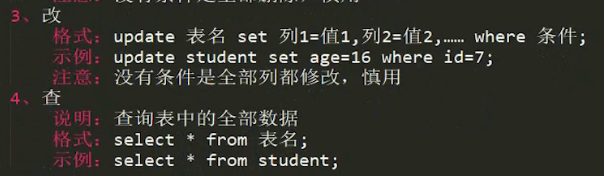 3、改
格式：update 表名 set 列1=值1,列2=值2,…… where 条件;
示例：update student set age=16 where id=7;
注意：没有条件是全部列都修改，慎用
4、查
说明：查询表中的全部数据
格式：select * from 表名;
示例：select * from student;